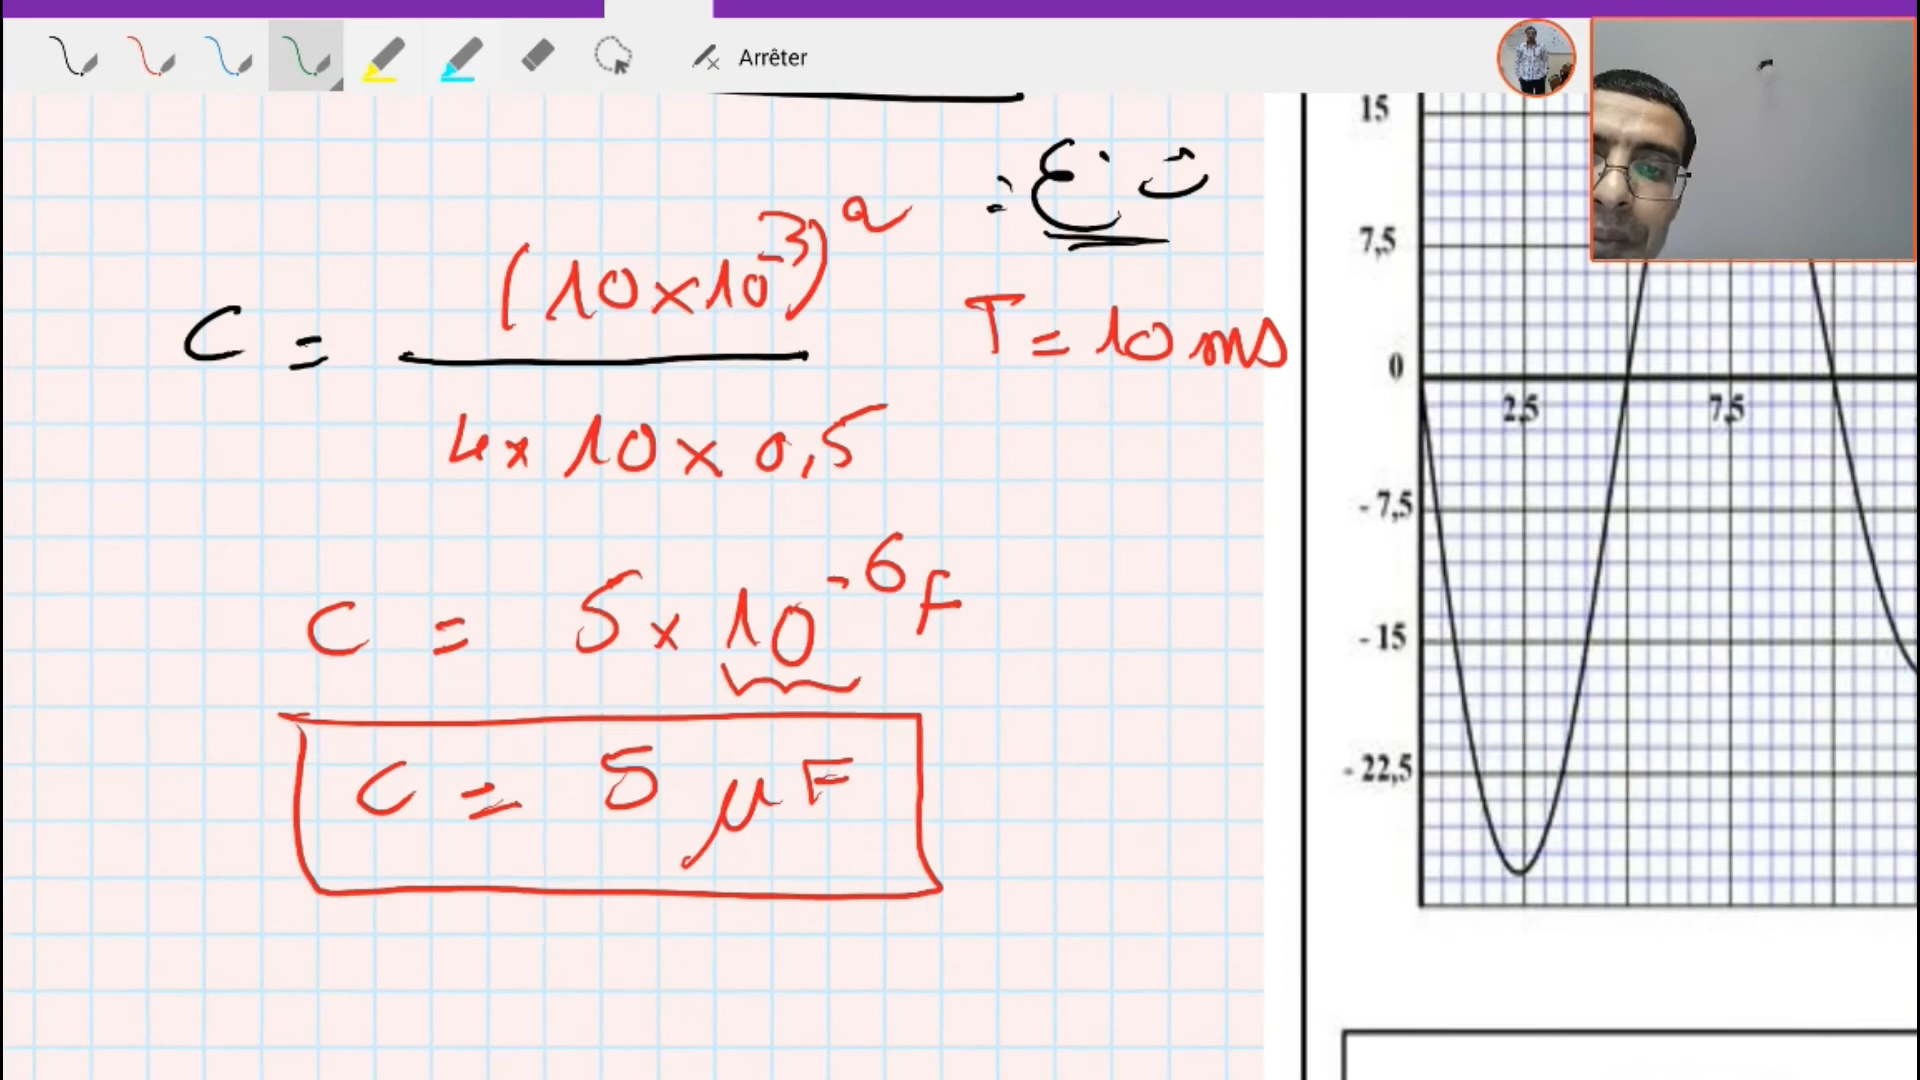 Arrêter
ت ع :
C = (10×10⁻³)²
4× 10 × 0,5
T = 10 ms
C = 5 × 10⁻⁶ F
C = 5 μF
15
7,5
0
2,5 7,5
- 7,5
- 15
- 22,5